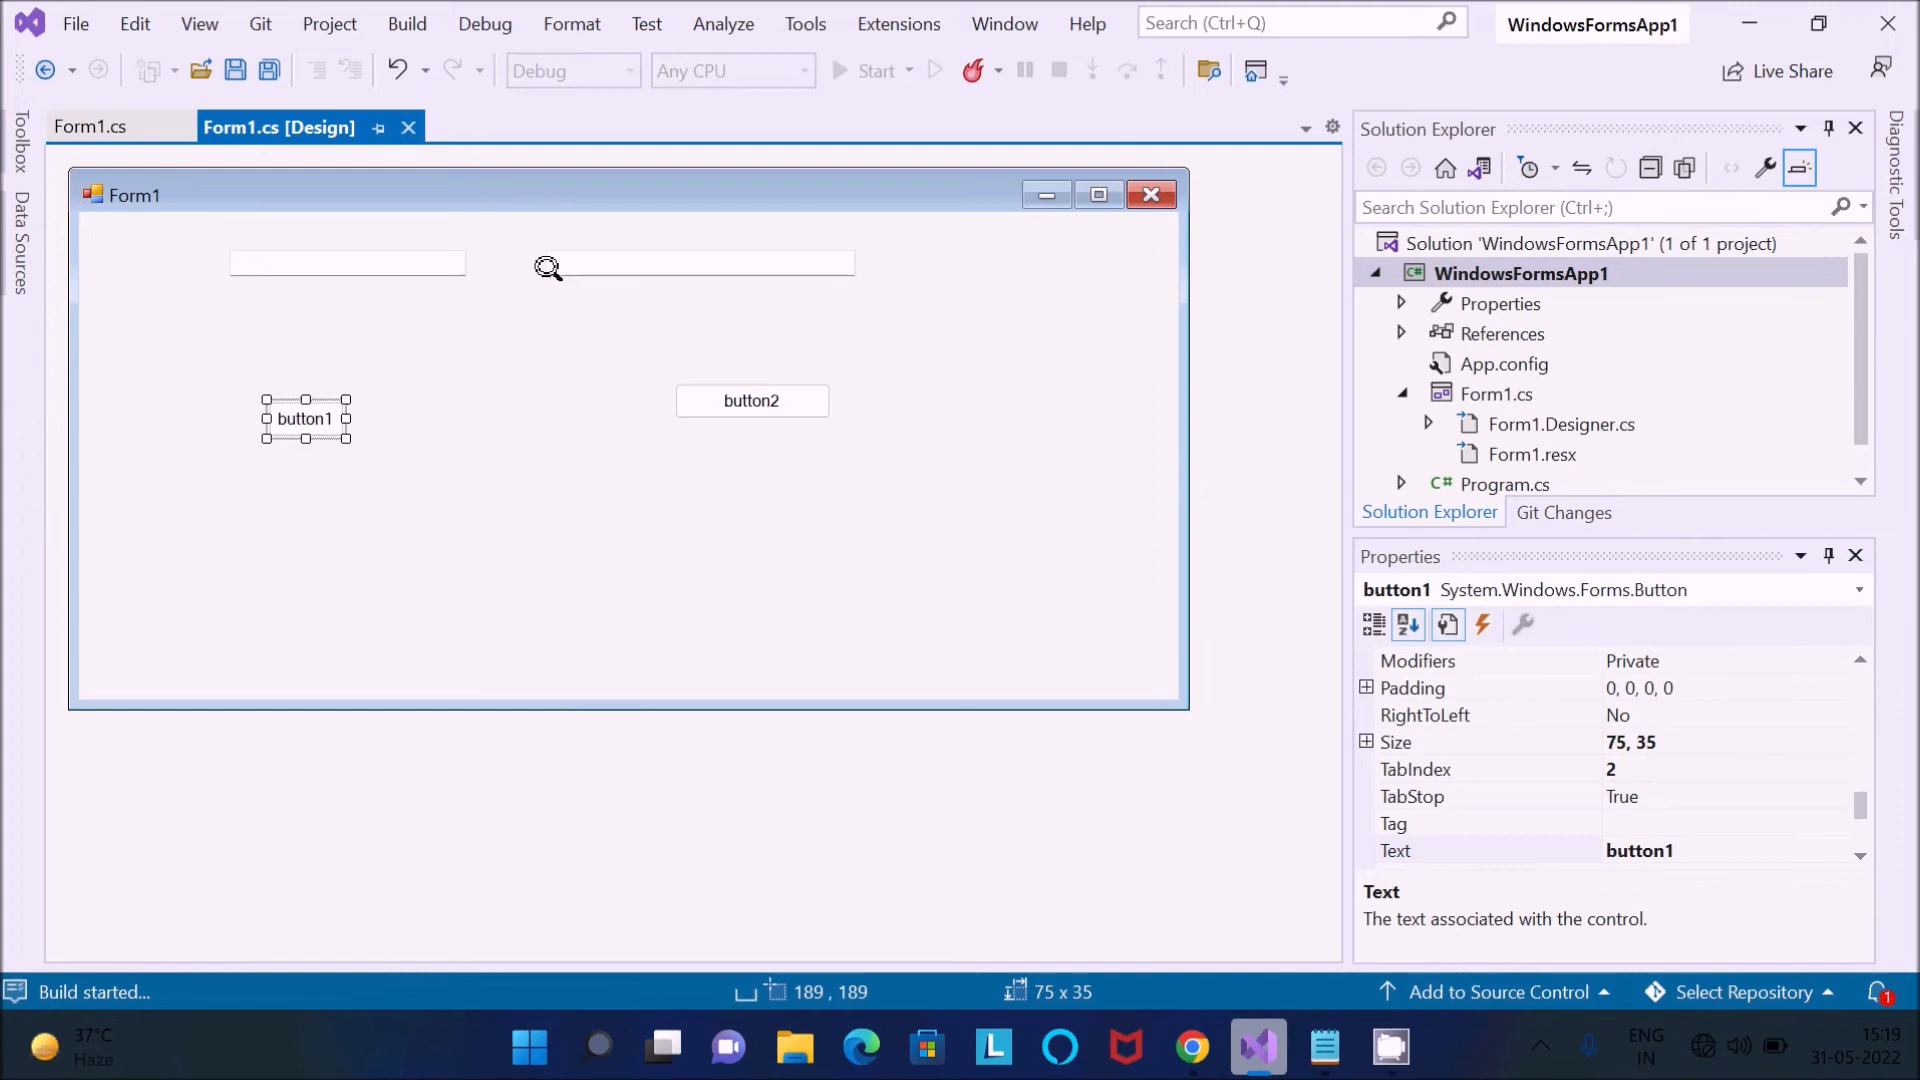 File Edit View Git Project Build Debug Format Test Analyze Tools Extensions Window Help Search (Ctrl+Q) WindowsFormsApp1
Debug Any CPU Start Live Share
Toolbox
Data Sources
Form1.cs Form1.cs [Design]
Form1
button1
button2
Solution Explorer
Search Solution Explorer (Ctrl+;)
Solution 'WindowsFormsApp1' (1 of 1 project)
C# WindowsFormsApp1
Properties
References
App.config
Form1.cs
Form1.Designer.cs
Form1.resx
C# Program.cs
Solution Explorer Git Changes
Diagnostic Tools
Properties
button1 System.Windows.Forms.Button
Modifiers Private
Padding 0, 0, 0, 0
RightToLeft No
Size 75, 35
TabIndex 2
TabStop True
Tag
Text button1
Text
The text associated with the control.
Build started... 189 , 189 75 x 35 Add to Source Control Select Repository 1
37°C
Haze
L
ENG
IN
15:19
31-05-2022